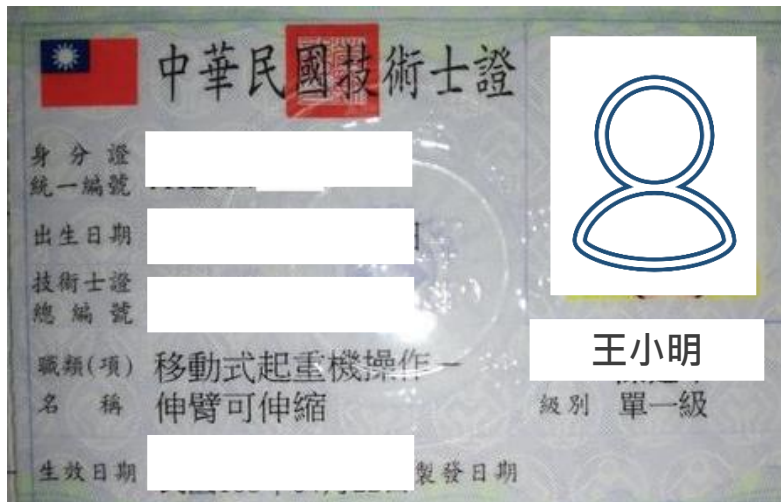 中華民國技術士證
身分證
統一編號
出生日期
技術士證
總編號
職類(項)
名稱
移動式起重機操作－
伸臂可伸縮
王小明
級別 單一級
生效日期
製發日期